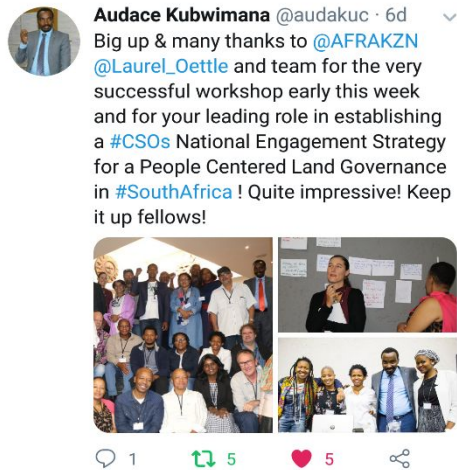 Audace Kubwimana @audakuc · 6d
Big up & many thanks to @AFRAKZN
@Laurel_Oettle and team for the very
successful workshop early this week
and for your leading role in establishing
a #CSOs National Engagement Strategy
for a People Centered Land Governance
in #SouthAfrica ! Quite impressive! Keep
it up fellows!
1 5 5